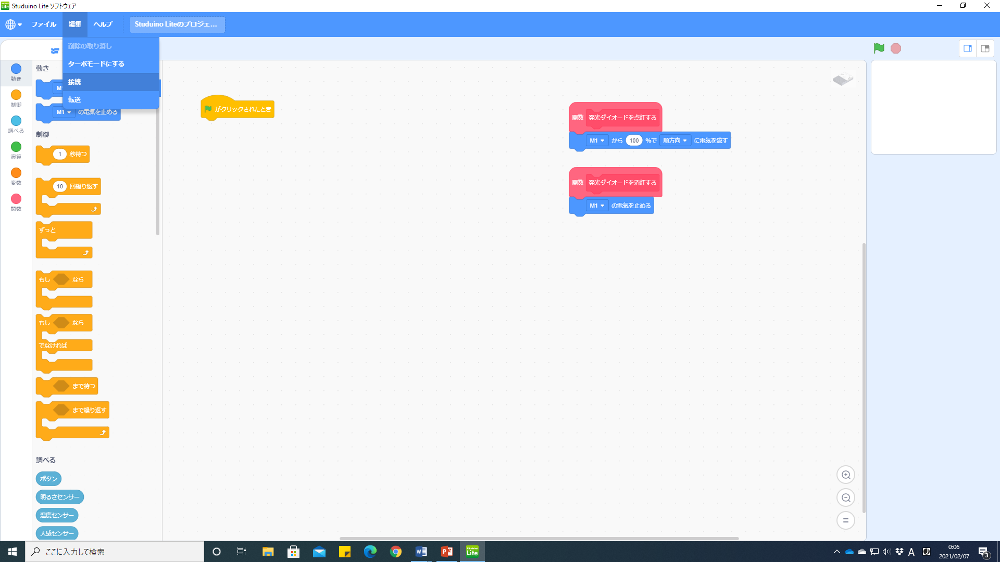 Studuino Lite ソフトウェア
ファイル 編集 ヘルプ Studuino Liteのプロジェ...
削除の取り消し
ターボモードにする
接続
転送
動き
制御
調べる
演算
変数
関数
動き
M1
M1 の電気を止める
制御
1 秒待つ
10 回繰り返す
ずっと
もし なら
もし なら
でなければ
まで待つ
まで繰り返す
調べる
ボタン
明るさセンサー
温度センサー
人感センサー
がクリックされたとき
関数 発光ダイオードを点灯する
M1 から 100 %で 順方向 に電気を流す
関数 発光ダイオードを消灯する
M1 の電気を止める
ここに入力して検索
Studuino Lite
A
0:06
2021/02/07
3